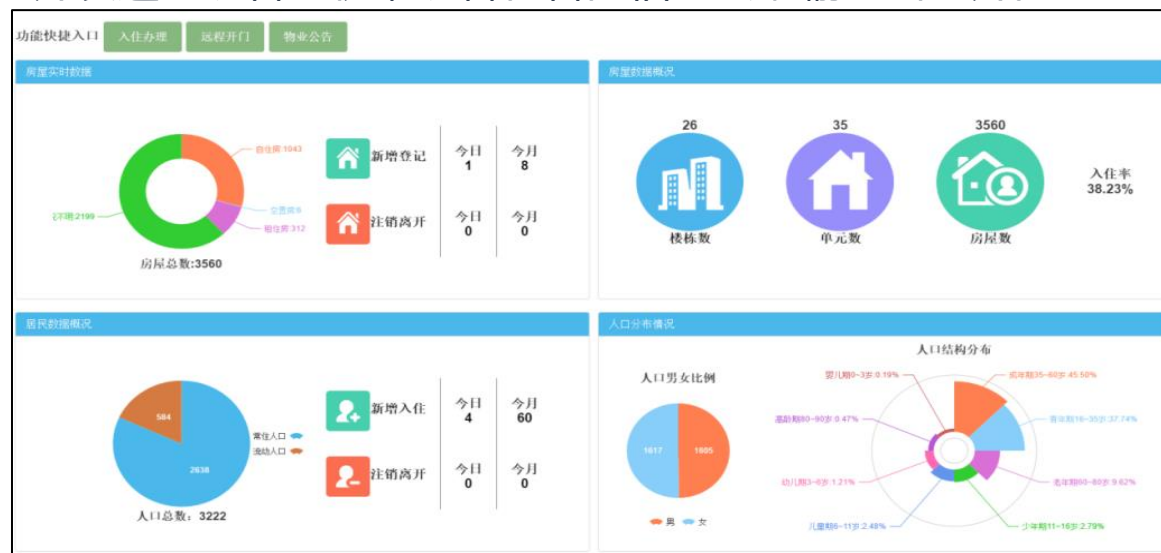 功能快捷入口 入住办理 远程开门 物业公告
房屋实时数据
自住房:1043
空置房:6
租住房:312
不明:2199
房屋总数:3560
新增登记 今日 1 今月 8
注销离开 今日 0 今月 0
房屋数据概况
26 35 3560
楼栋数 单元数 房屋数
入住率
38.23%
居民数据概况
584
2638
常住人口
流动人口
人口总数：3222
新增入住 今日 4 今月 60
注销离开 今日 0 今月 0
人口分布情况
人口男女比例
1617 1605
男 女
人口结构分布
婴儿期0-3岁:0.19%
成年期35-60岁:45.50%
高龄期80-90岁:0.47%
青年期16-35岁:37.74%
幼儿期3-6岁:1.21%
老年期60-80岁:9.62%
儿童期6-11岁:2.48%
少年期11-16岁:2.79%